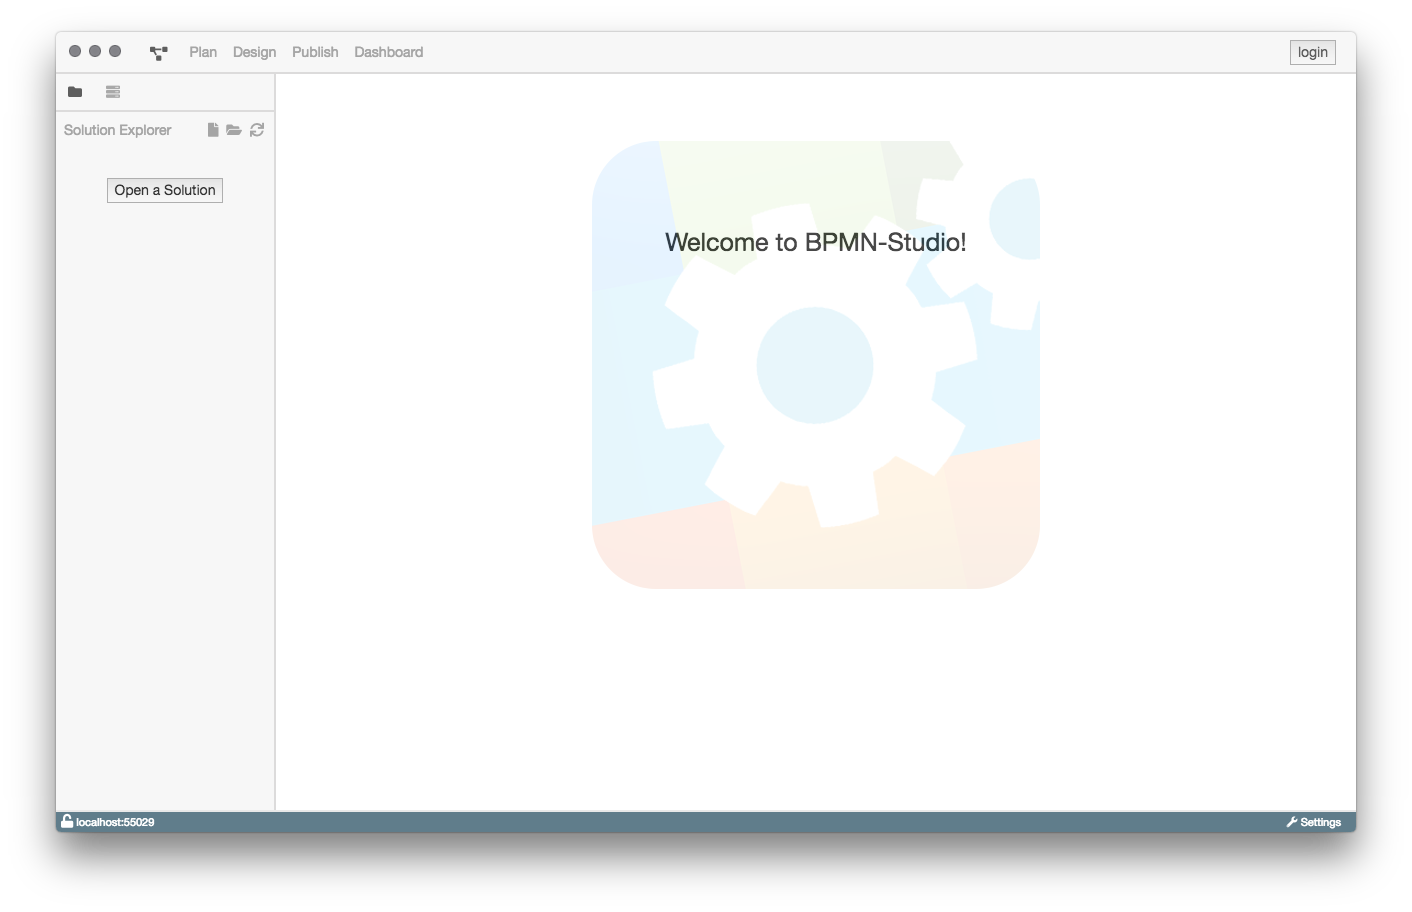 Plan Design Publish Dashboard login
Solution Explorer
Open a Solution
Welcome to BPMN-Studio!
localhost:55029 Settings